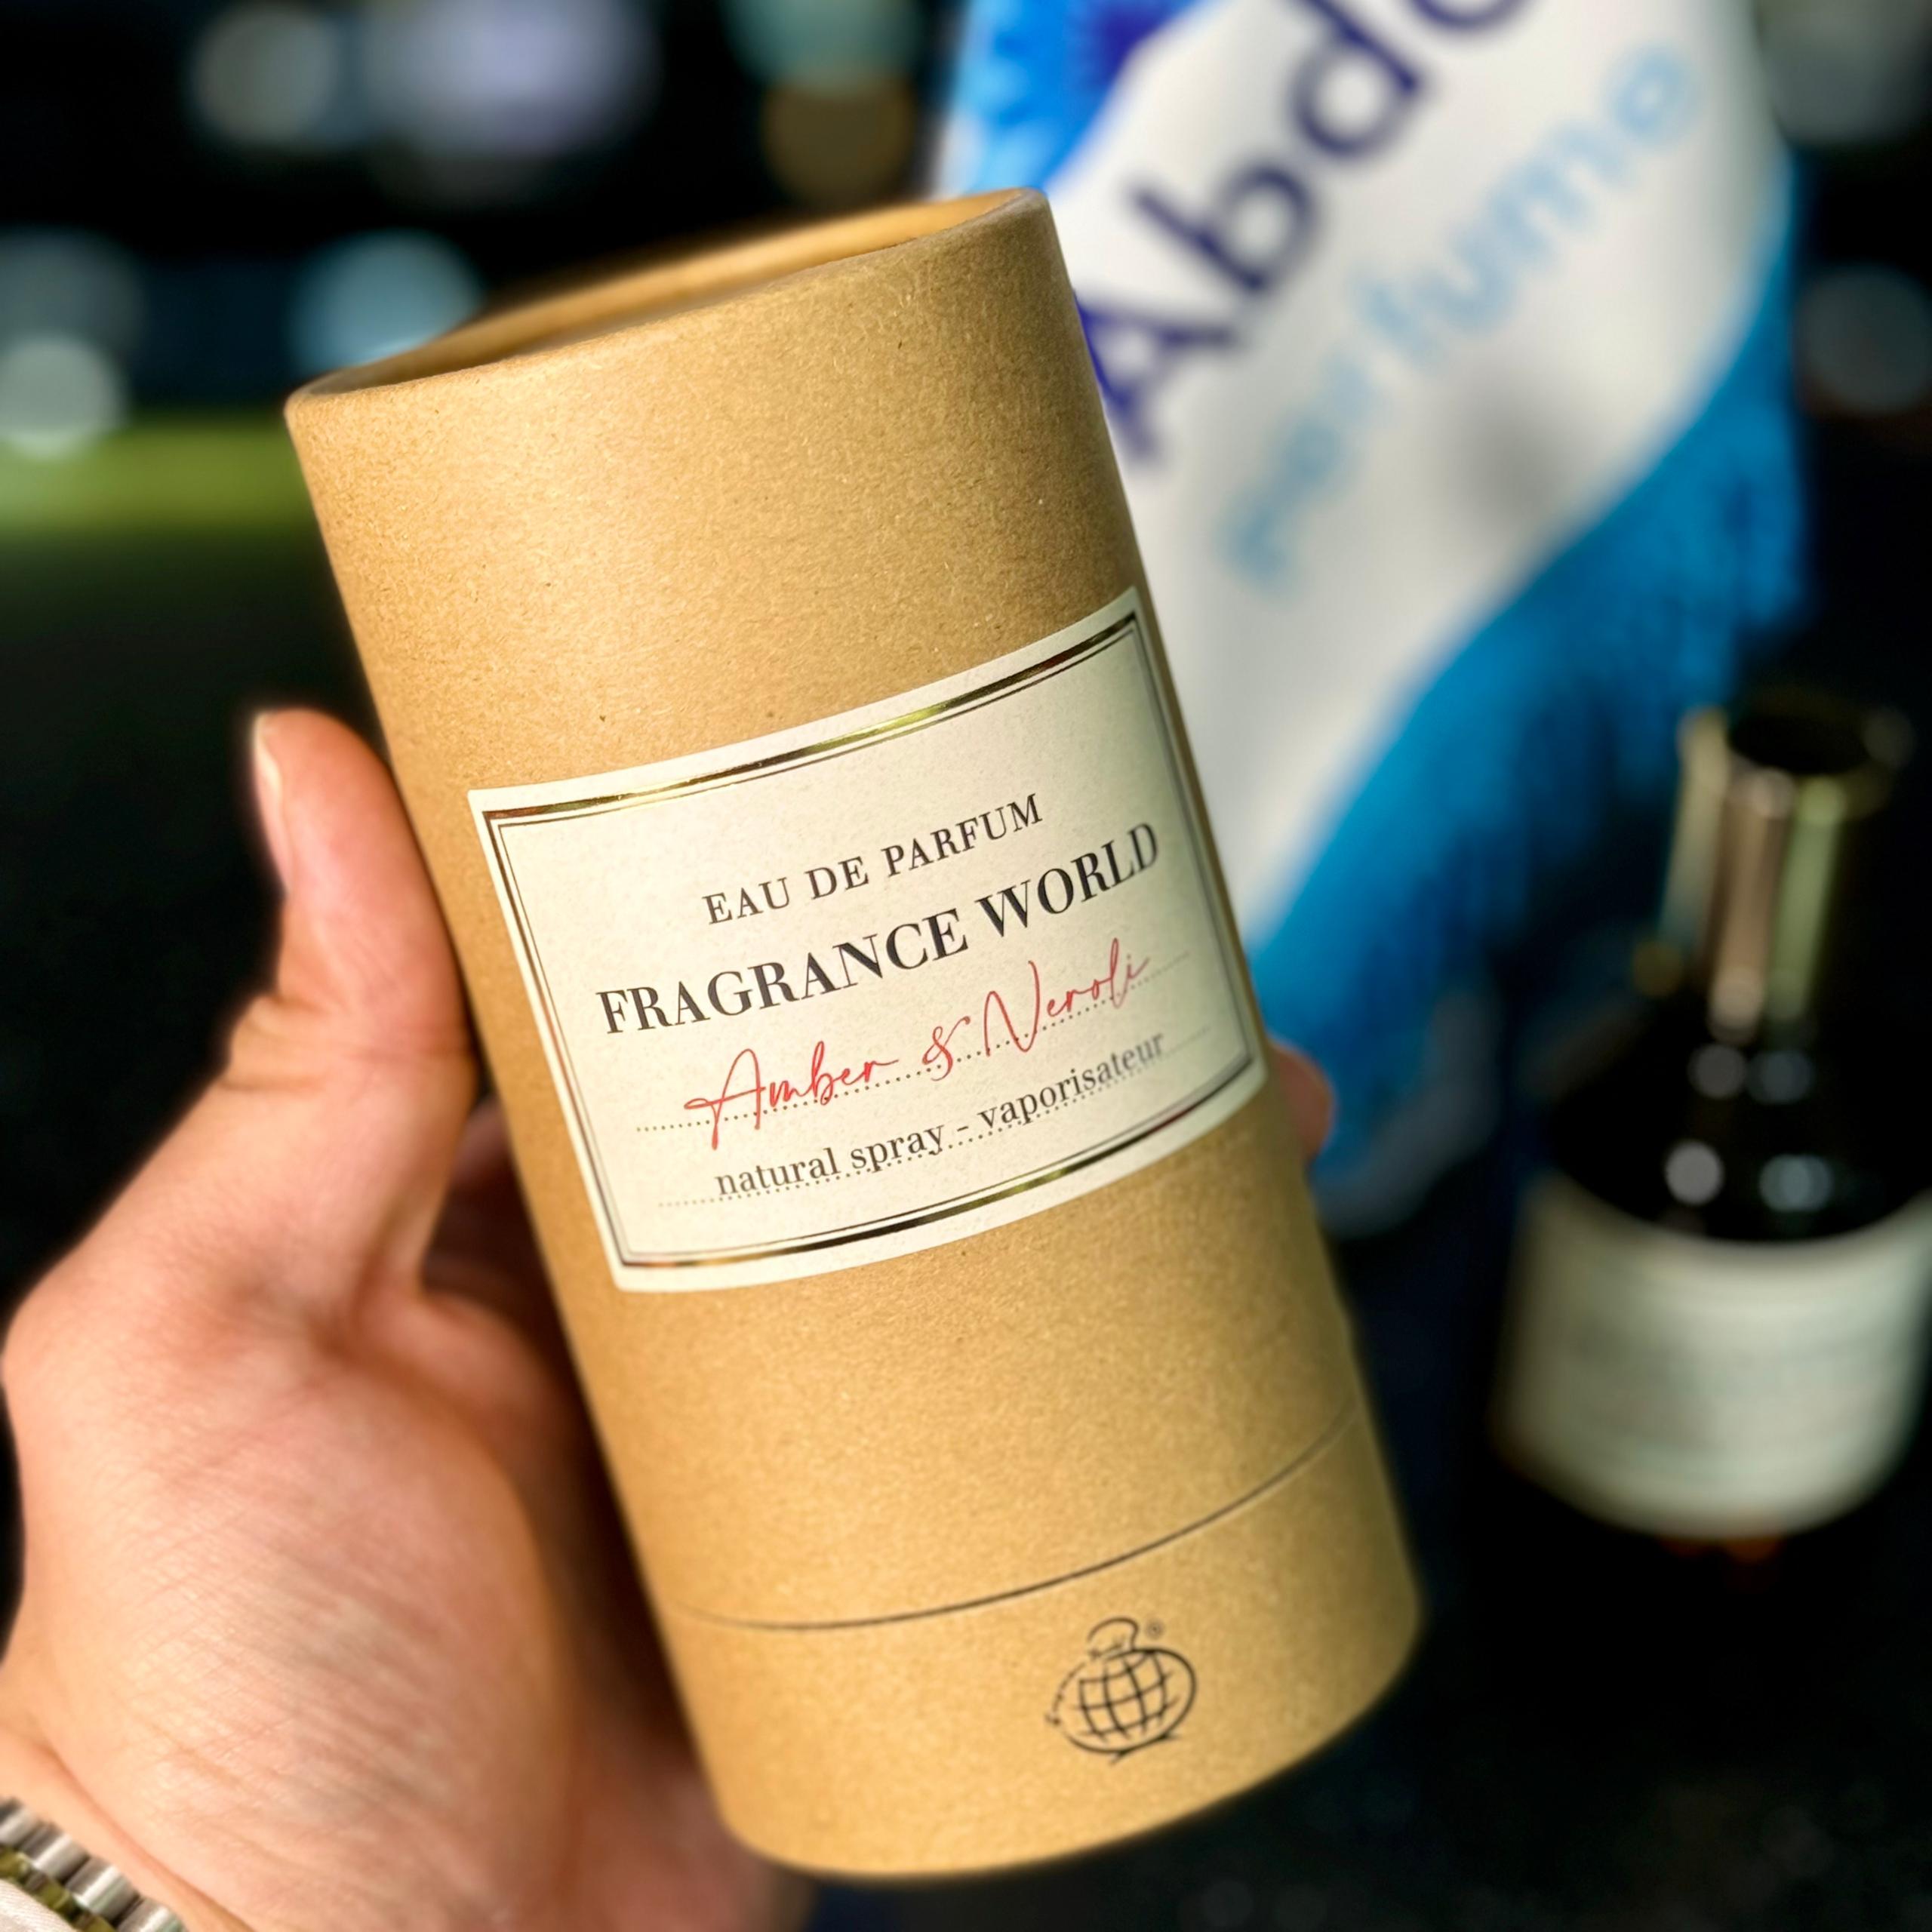 EAU DE PARFUM
FRAGRANCE WORLD
Amber & Neroli
natural spray - vaporisateur
®